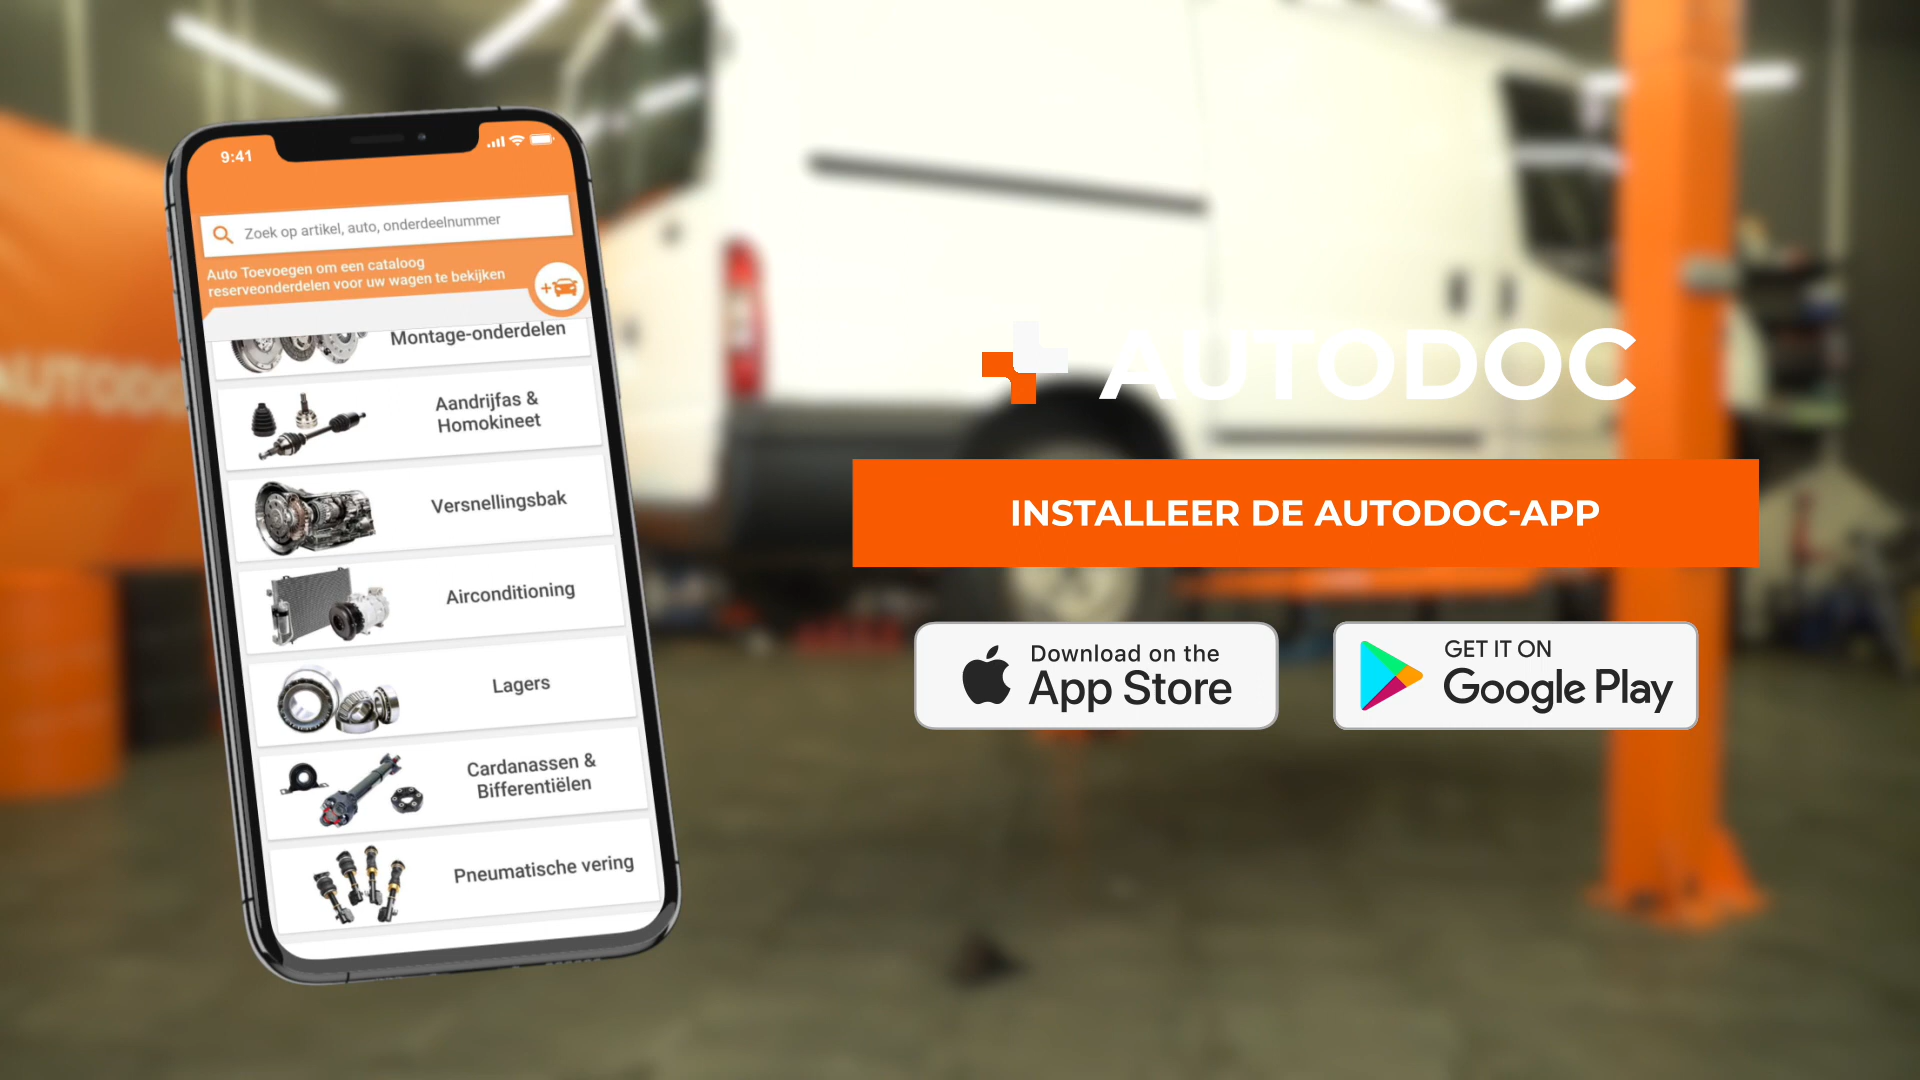 9:41
Zoek op artikel, auto, onderdeelnummer
Auto Toevoegen om een cataloog
reserveonderdelen voor uw wagen te bekijken
Montage-onderdelen
Aandrijfas &
Homokineet
Versnellingsbak
Airconditioning
Lagers
Cardanassen &
Bifferentiëlen
Pneumatische vering
AUTODOC
AUTODOC
INSTALLEER DE AUTODOC-APP
Download on the
App Store
GET IT ON
Google Play